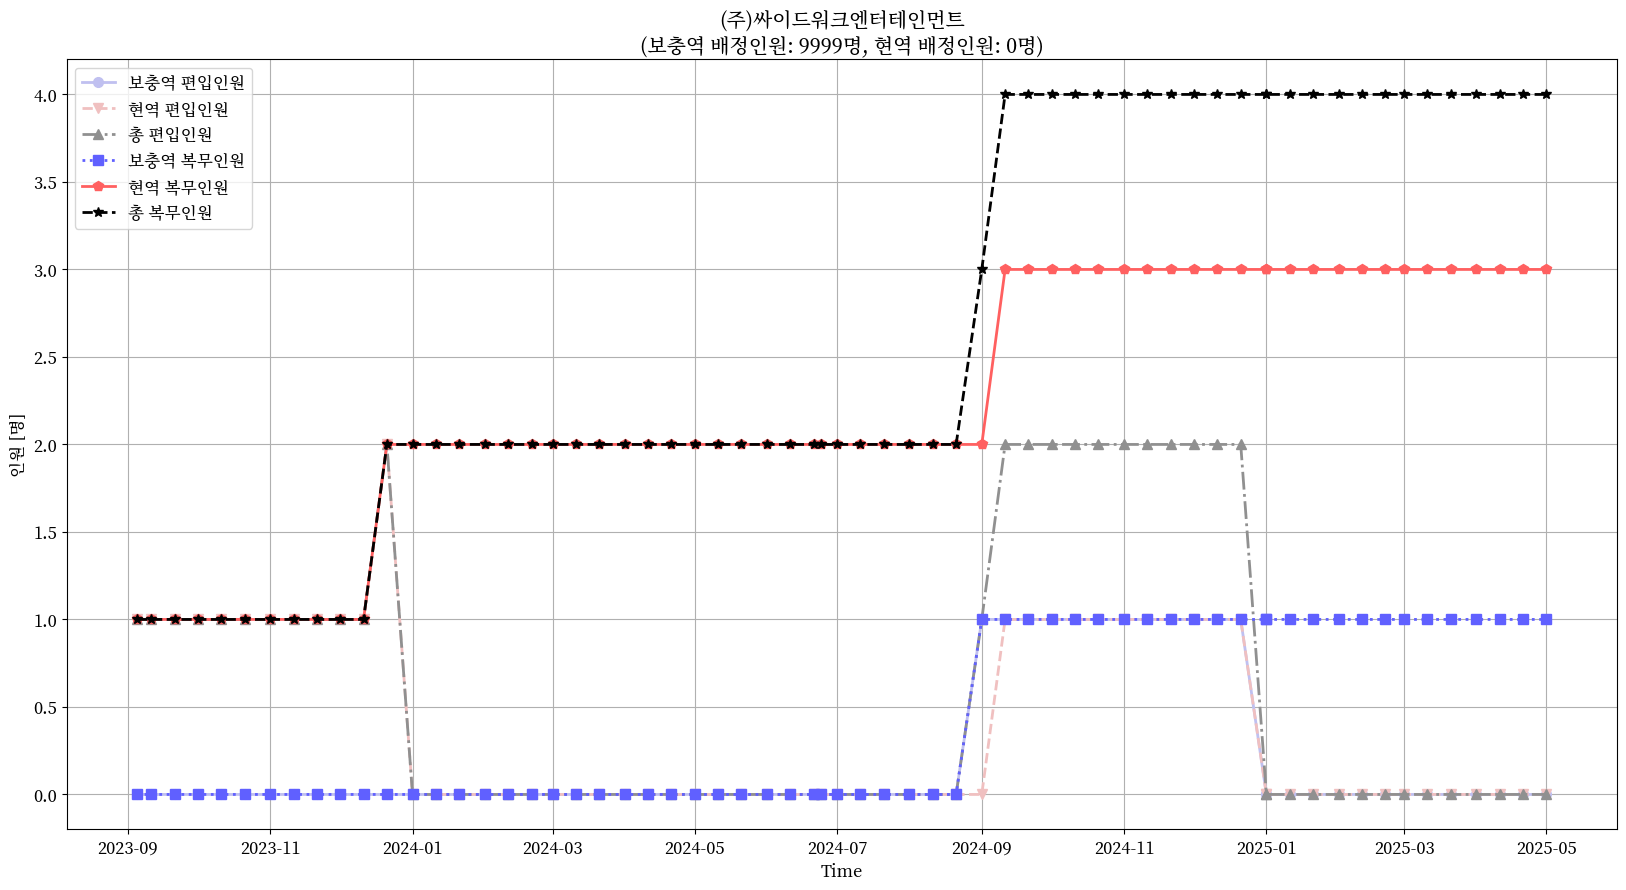 (주)싸이드워크엔터테인먼트
(보충역 배정인원: 9999명, 현역 배정인원: 0명)
보충역 편입인원
현역 편입인원
총 편입인원
보충역 복무인원
현역 복무인원
총 복무인원
4.0
3.5
3.0
2.5
2.0
1.5
1.0
0.5
0.0
인원 [명]
2023-09 2023-11 2024-01 2024-03 2024-05 2024-07 2024-09 2024-11 2025-01 2025-03 2025-05
Time